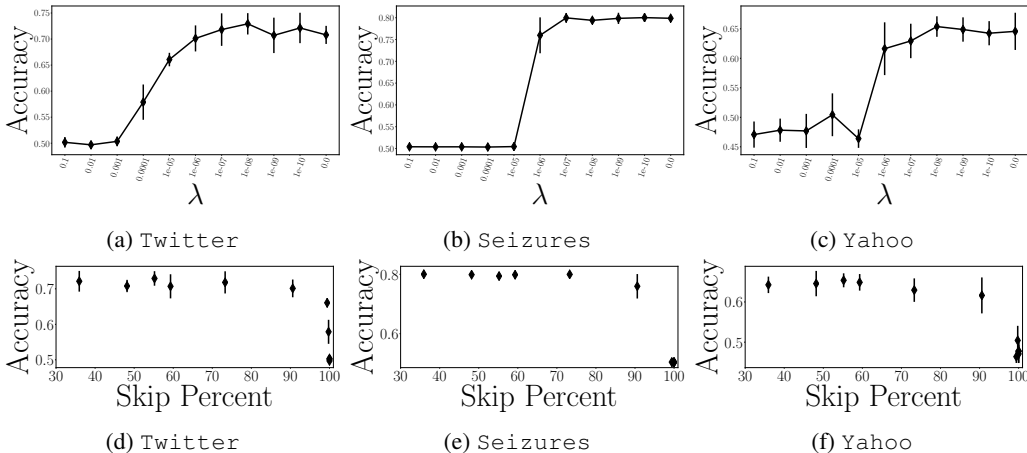 0.75
0.70
0.65
0.60
0.55
0.50
Accuracy
0.1
0.01
0.001
0.0001
1e-05
1e-06
1e-07
1e-08
1e-09
1e-10
0.0
λ
(a) Twitter
0.80
0.75
0.70
0.65
0.60
0.55
0.50
Accuracy
0.1
0.01
0.001
0.0001
1e-05
1e-06
1e-07
1e-08
1e-09
1e-10
0.0
λ
(b) Seizures
0.65
0.60
0.55
0.50
0.45
Accuracy
0.1
0.01
0.001
0.0001
1e-05
1e-06
1e-07
1e-08
1e-09
1e-10
0.0
λ
(c) Yahoo
0.7
0.6
0.5
Accuracy
30 40 50 60 70 80 90 100
Skip Percent
(d) Twitter
0.8
0.6
Accuracy
30 40 50 60 70 80 90 100
Skip Percent
(e) Seizures
0.6
0.5
Accuracy
30 40 50 60 70 80 90 100
Skip Percent
(f) Yahoo